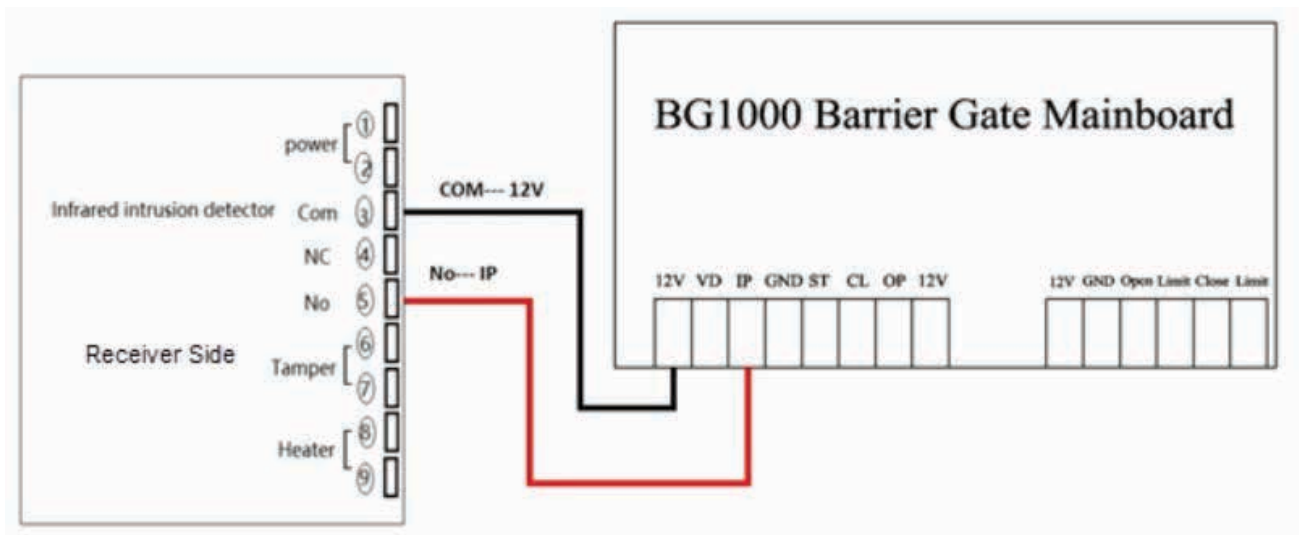 BG1000 Barrier Gate Mainboard
power
①
②
Infrared intrusion detector
Com ③
NC ④
No ⑤
Receiver Side
Tamper
⑥
⑦
Heater
⑧
⑨
COM--- 12V
No--- IP
12V VD IP GND ST CL OP 12V
12V GND Open Limit Close Limit